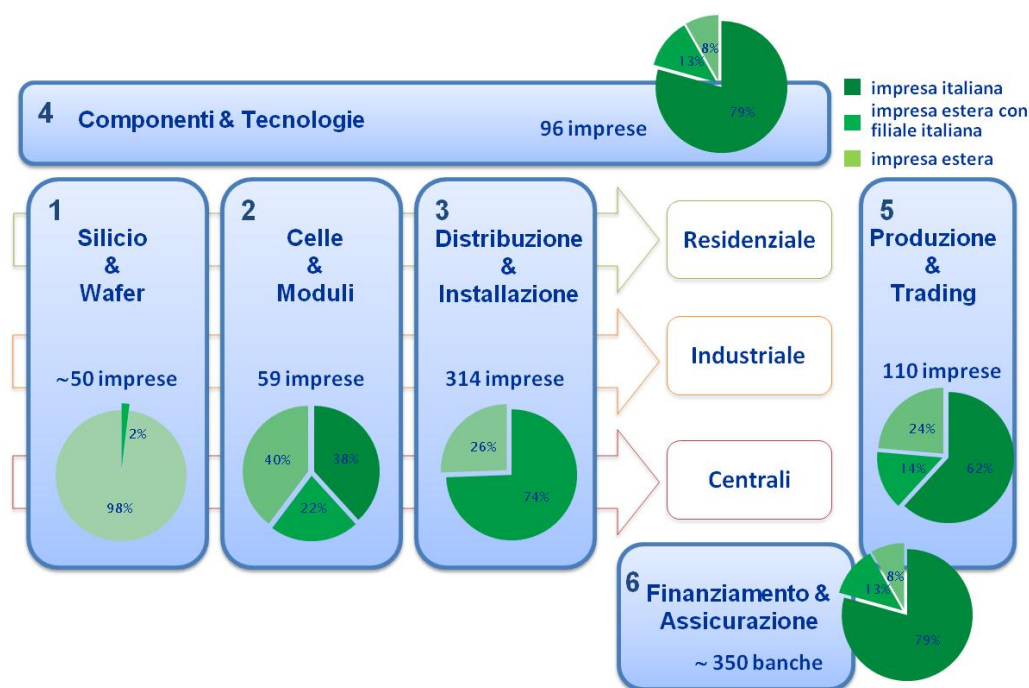 4
Componenti & Tecnologie
96 imprese
8%
13%
79%
impresa italiana
impresa estera con
filiale italiana
impresa estera
1
Silicio
&
Wafer
~50 imprese
2%
98%
2
Celle
&
Moduli
59 imprese
40%
38%
22%
3
Distribuzione
&
Installazione
314 imprese
26%
74%
Residenziale
Industriale
Centrali
5
Produzione
&
Trading
110 imprese
24%
14%
62%
6
Finanziamento &
Assicurazione
~ 350 banche
8%
13%
79%